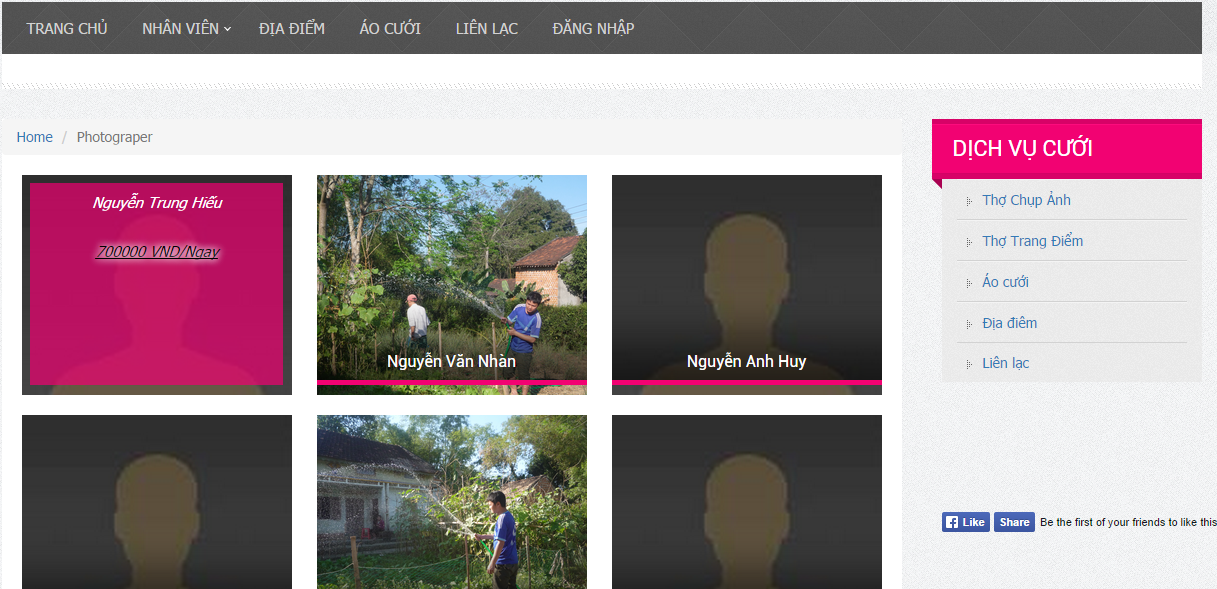 TRANG CHỦ NHÂN VIÊN ĐỊA ĐIỂM ÁO CƯỚI LIÊN LẠC ĐĂNG NHẬP
Home / Photograper
Nguyễn Trung Hiếu
700000 VND/Ngay
Nguyễn Văn Nhàn
Nguyễn Anh Huy
DỊCH VỤ CƯỚI
Thợ Chụp Ảnh
Thợ Trang Điểm
Áo cưới
Địa điêm
Liên lạc
Like Share Be the first of your friends to like this